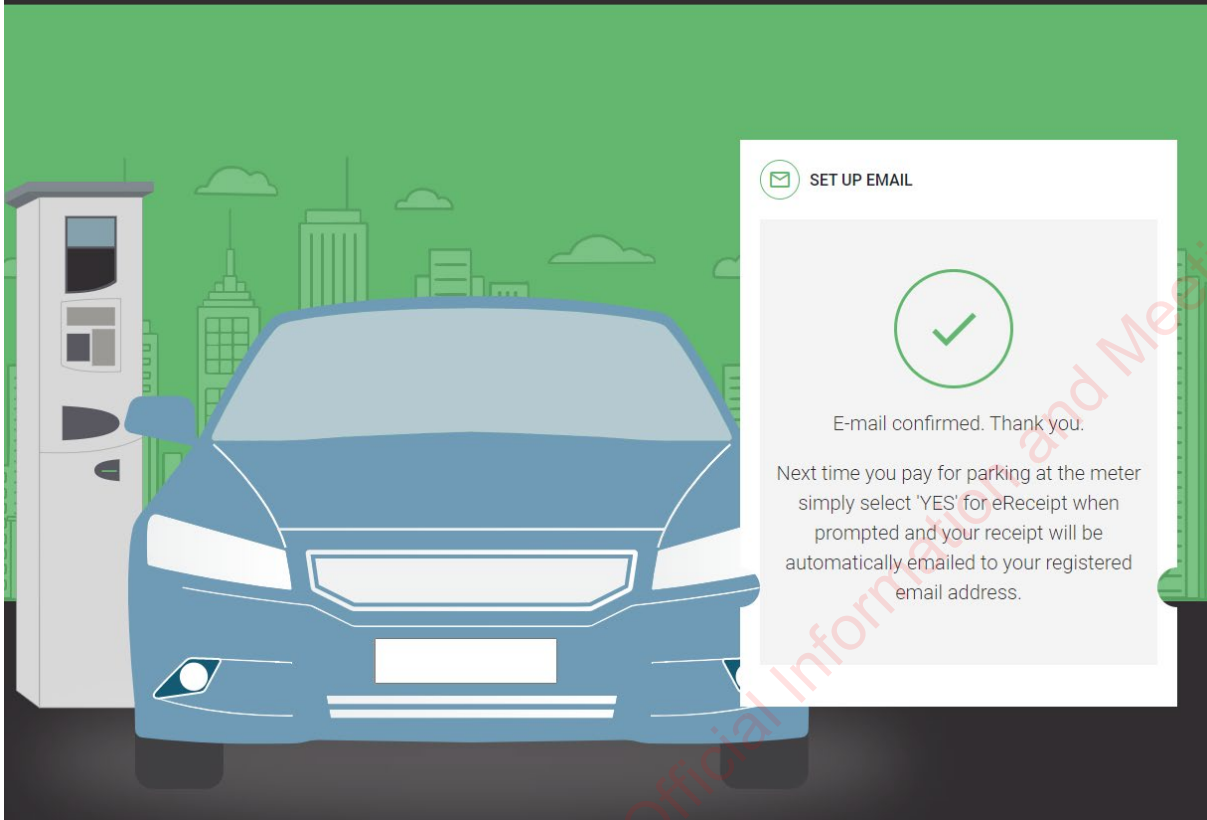 SET UP EMAIL
E-mail confirmed. Thank you.
Next time you pay for parking at the meter
simply select 'YES' for eReceipt when
prompted and your receipt will be
automatically emailed to your registered
email address.
Official Information and